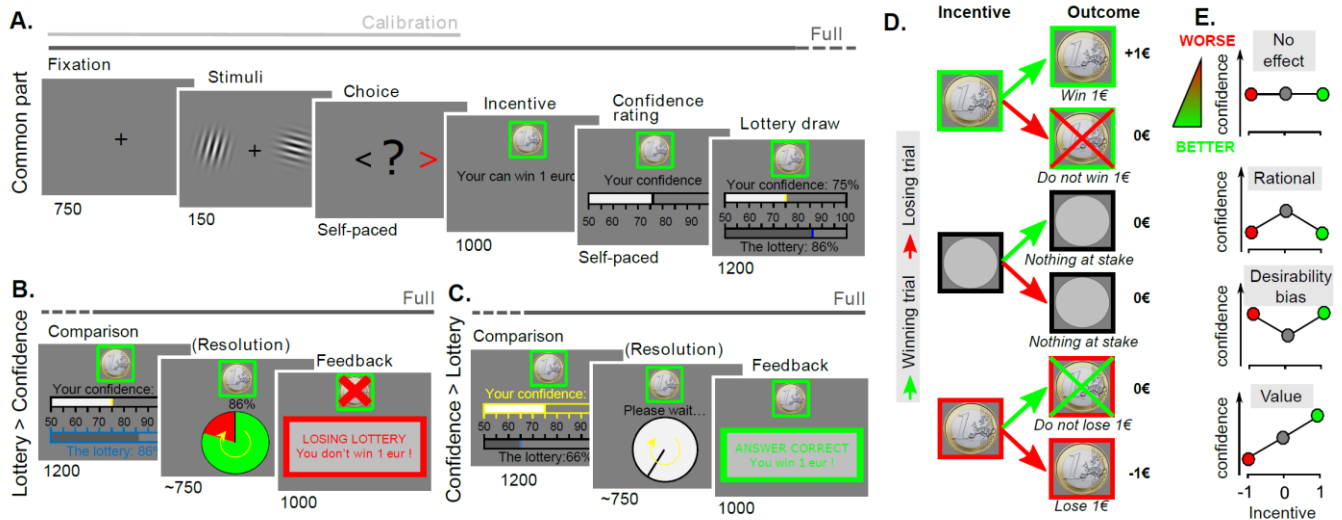 A.
Calibration
Full
Common part
Fixation
+
750
Stimuli
+
150
Choice
< ? >
Self-paced
Incentive
Your can win 1 euro
1000
Confidence
rating
Your confidence
50 60 70 80 90
Self-paced
Lottery draw
Your confidence: 75%
50 60 70 80 90 100
The lottery: 86%
1200
B.
Full
Lottery > Confidence
Comparison
Your confidence:
50 60 70 80 90
The lottery: 86%
1200
(Resolution)
86%
~750
Feedback
LOSING LOTTERY
You don't win 1 eur !
1000
C.
Full
Confidence > Lottery
Comparison
Your confidence:
50 60 70 80 90
The lottery:66%
1200
(Resolution)
Please wait...
~750
Feedback
ANSWER CORRECT
You win 1 eur !
1000
D.
Incentive Outcome
Winning trial Losing trial
+1€
Win 1€
0€
Do not win 1€
0€
Nothing at stake
0€
Nothing at stake
0€
Do not lose 1€
-1€
Lose 1€
E.
WORSE
BETTER
No
effect
confidence
Rational
confidence
Desirability
bias
confidence
Value
confidence
-1 0 1
Incentive